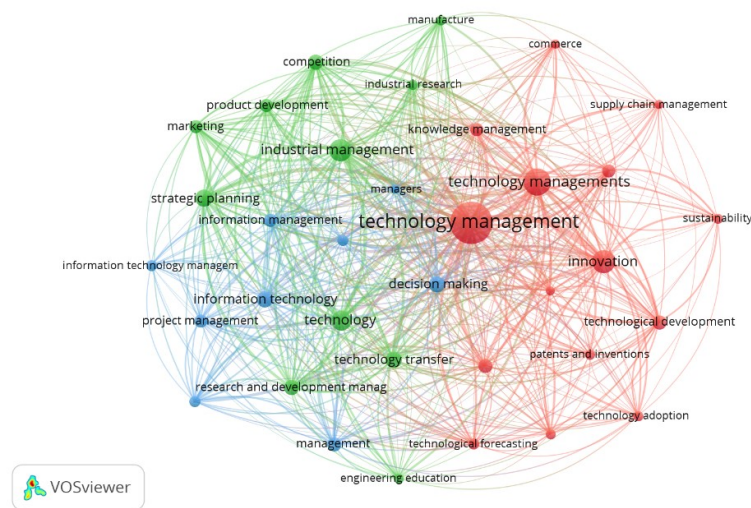 manufacture
commerce
competition
industrial research
product development
supply chain management
marketing
knowledge management
industrial management
technology managements
managers
strategic planning
information management
technology management
sustainability
information technology managem
innovation
decision making
information technology
project management
technology
technological development
technology transfer
patents and inventions
research and development manag
technology adoption
management
technological forecasting
engineering education
VOSviewer